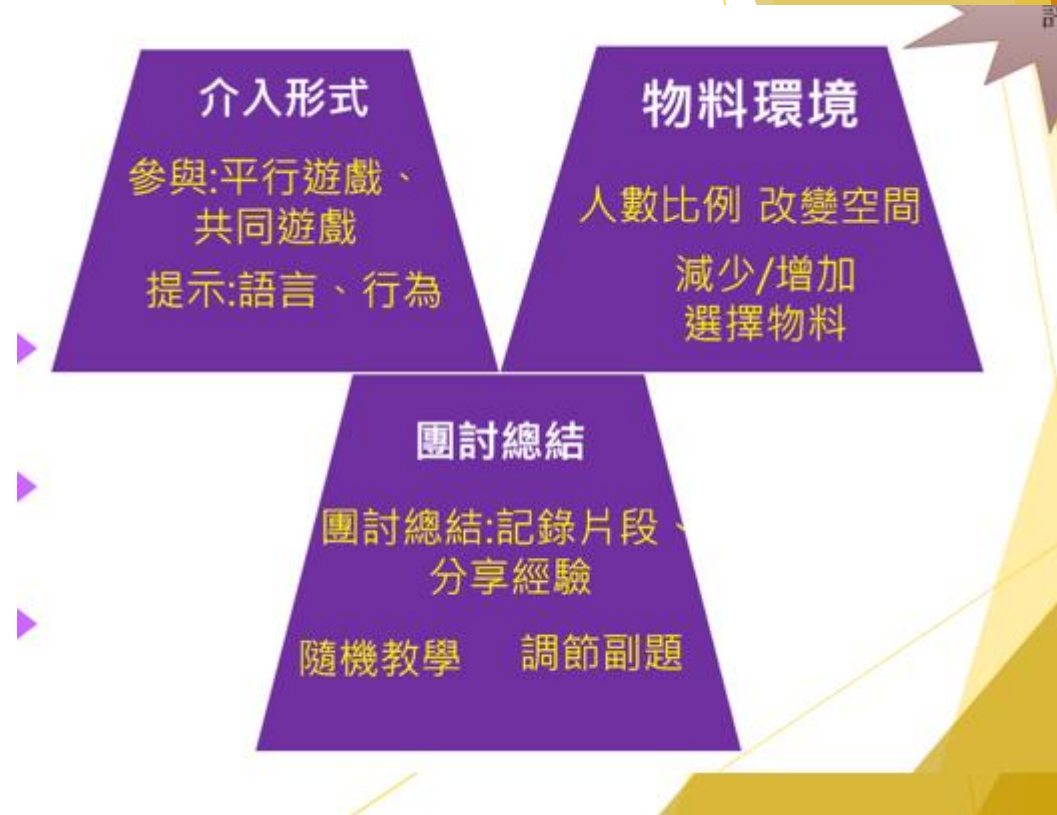 介入形式
參與:平行遊戲、
共同遊戲
提示:語言、行為
物料環境
人數比例 改變空間
減少/增加
選擇物料
團討總結
團討總結:記錄片段、
分享經驗
隨機教學 調節副題